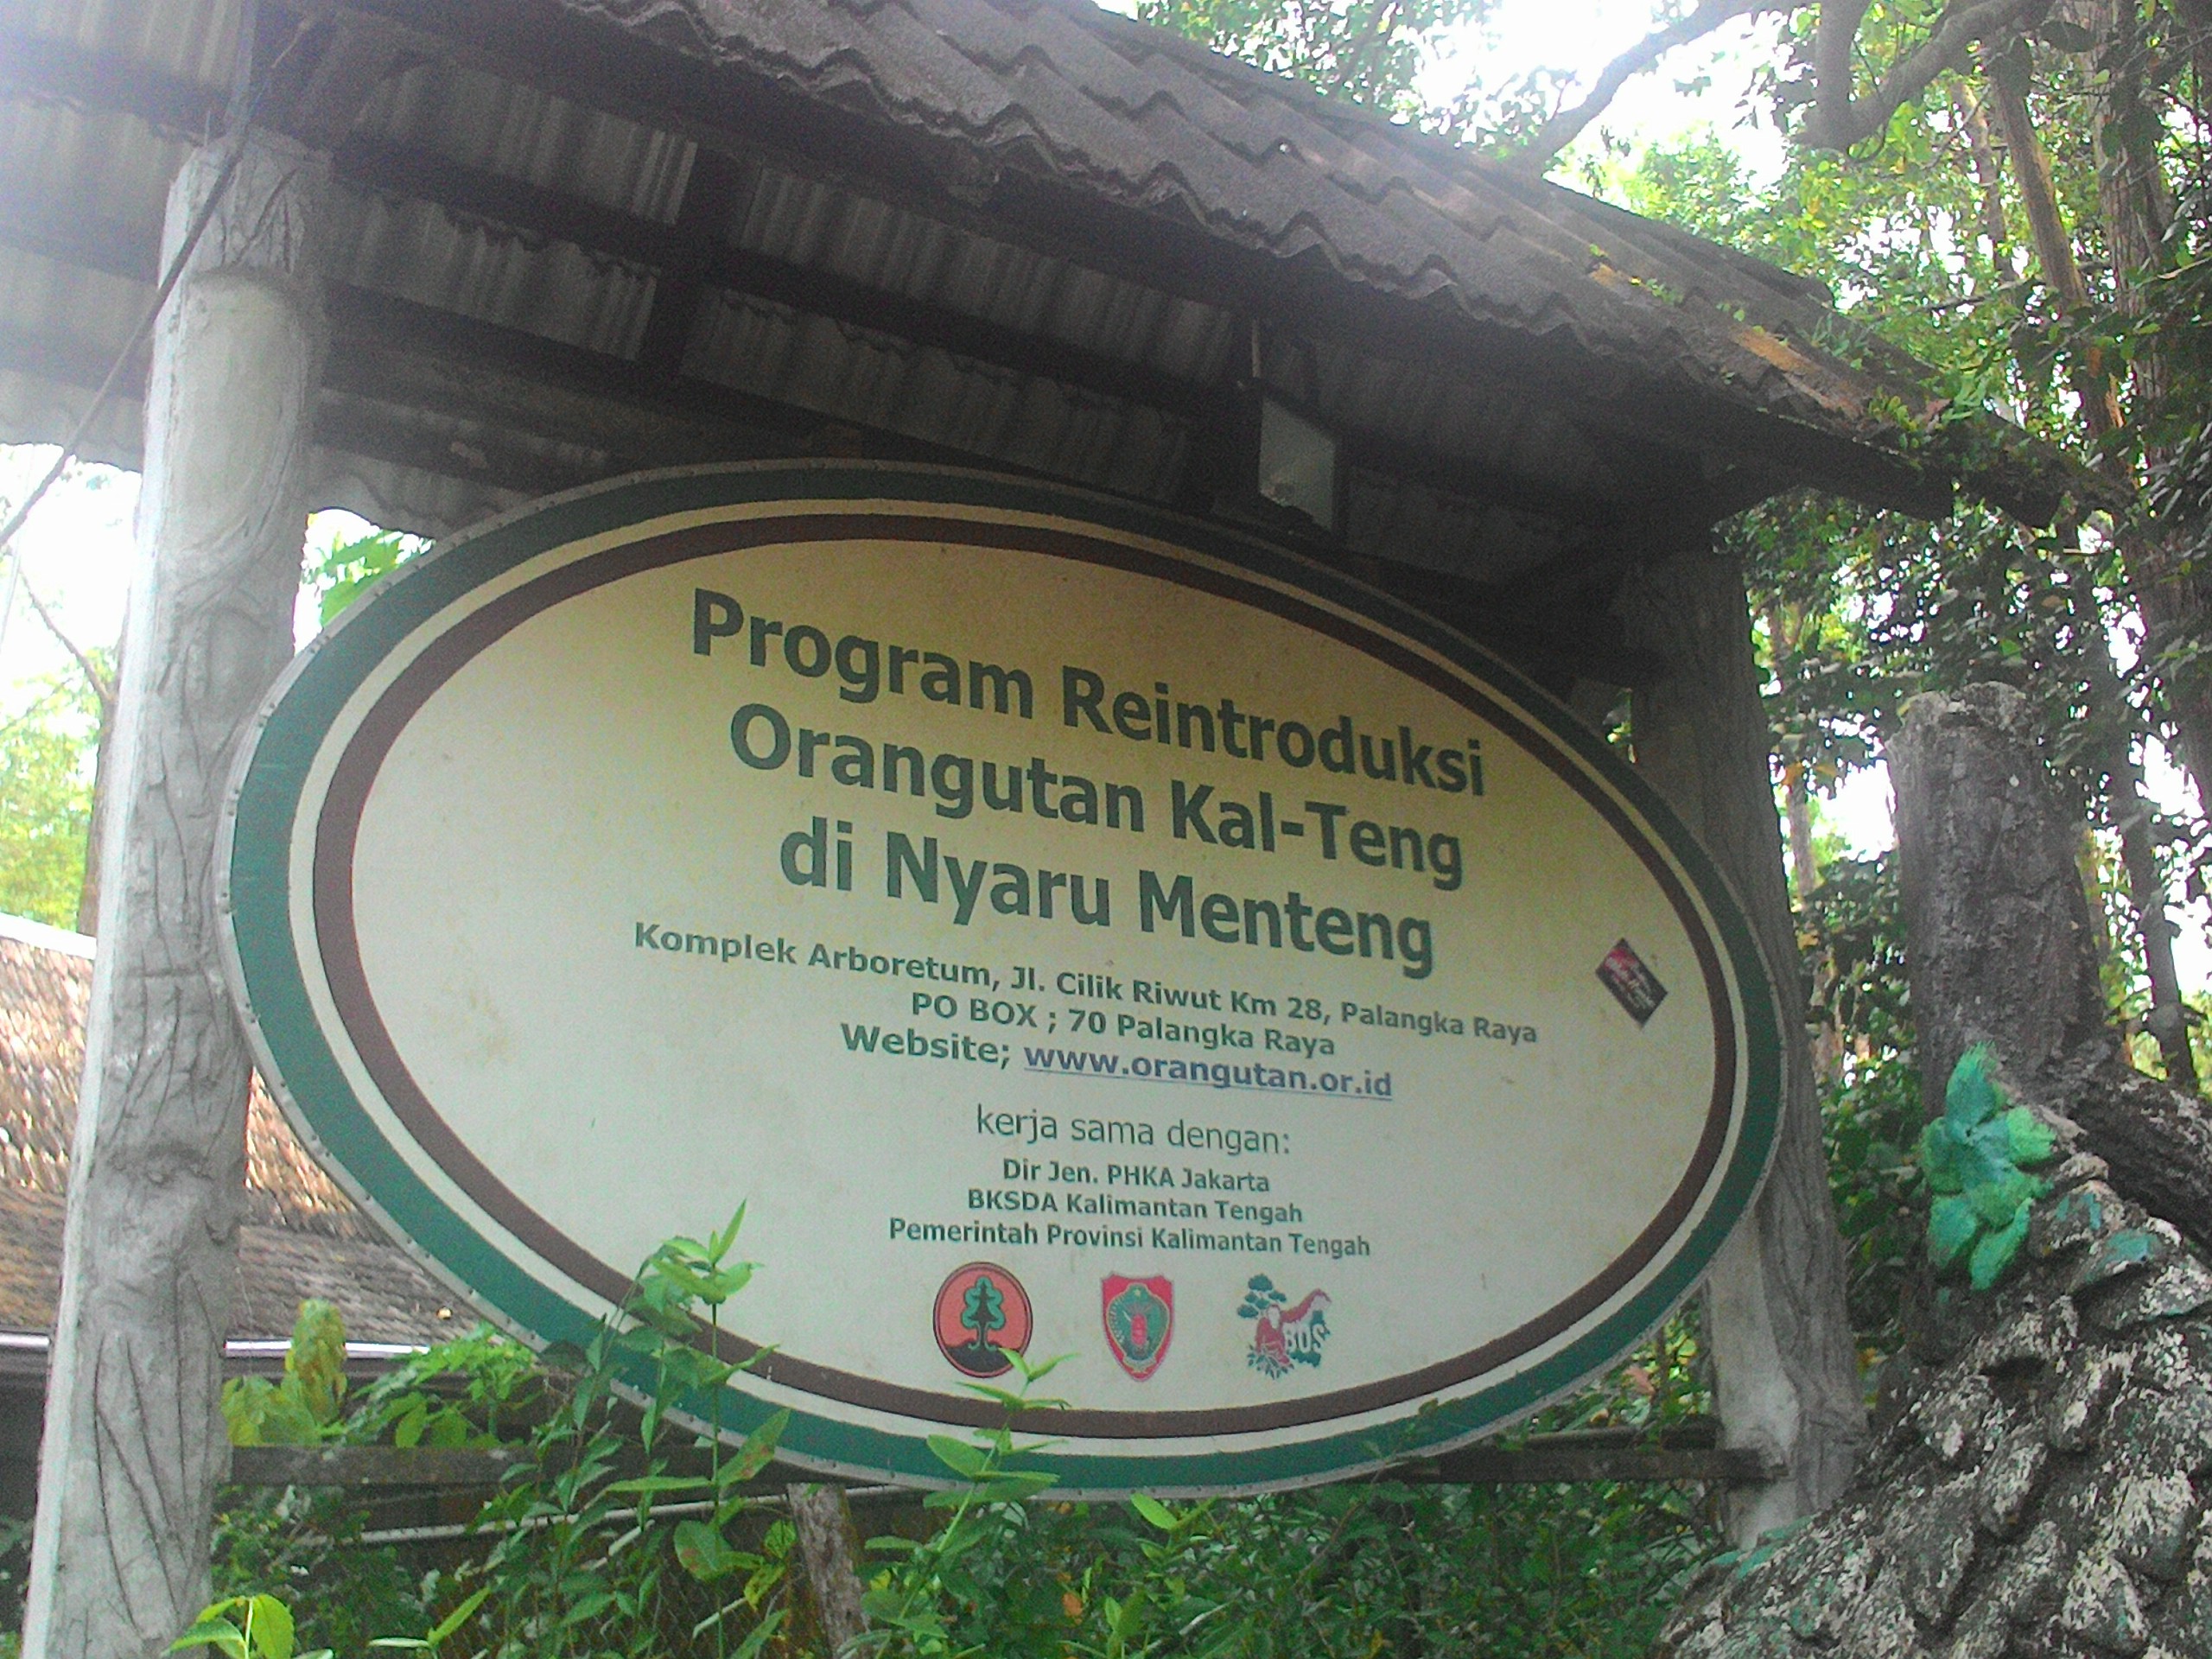 Program Reintroduksi
Orangutan Kal-Teng
di Nyaru Menteng
Komplek Arboretum, Jl. Cilik Riwut Km 28, Palangka Raya
PO BOX ; 70 Palangka Raya
Website; www.orangutan.or.id
kerja sama dengan:
Dir Jen. PHKA Jakarta
BKSDA Kalimantan Tengah
Pemerintah Provinsi Kalimantan Tengah
BOS